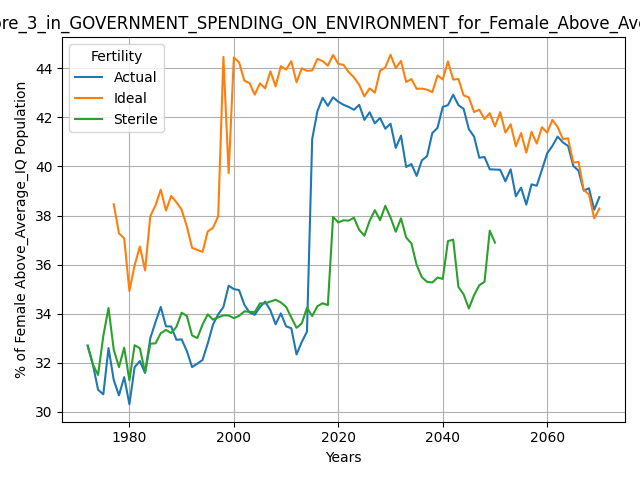 ore_3_in_GOVERNMENT_SPENDING_ON_ENVIRONMENT_for_Female_Above_Ave
Fertility
Actual
Ideal
Sterile
% of Female Above_Average_IQ Population
44
42
40
38
36
34
32
30
1980
2000
2020
2040
2060
Years